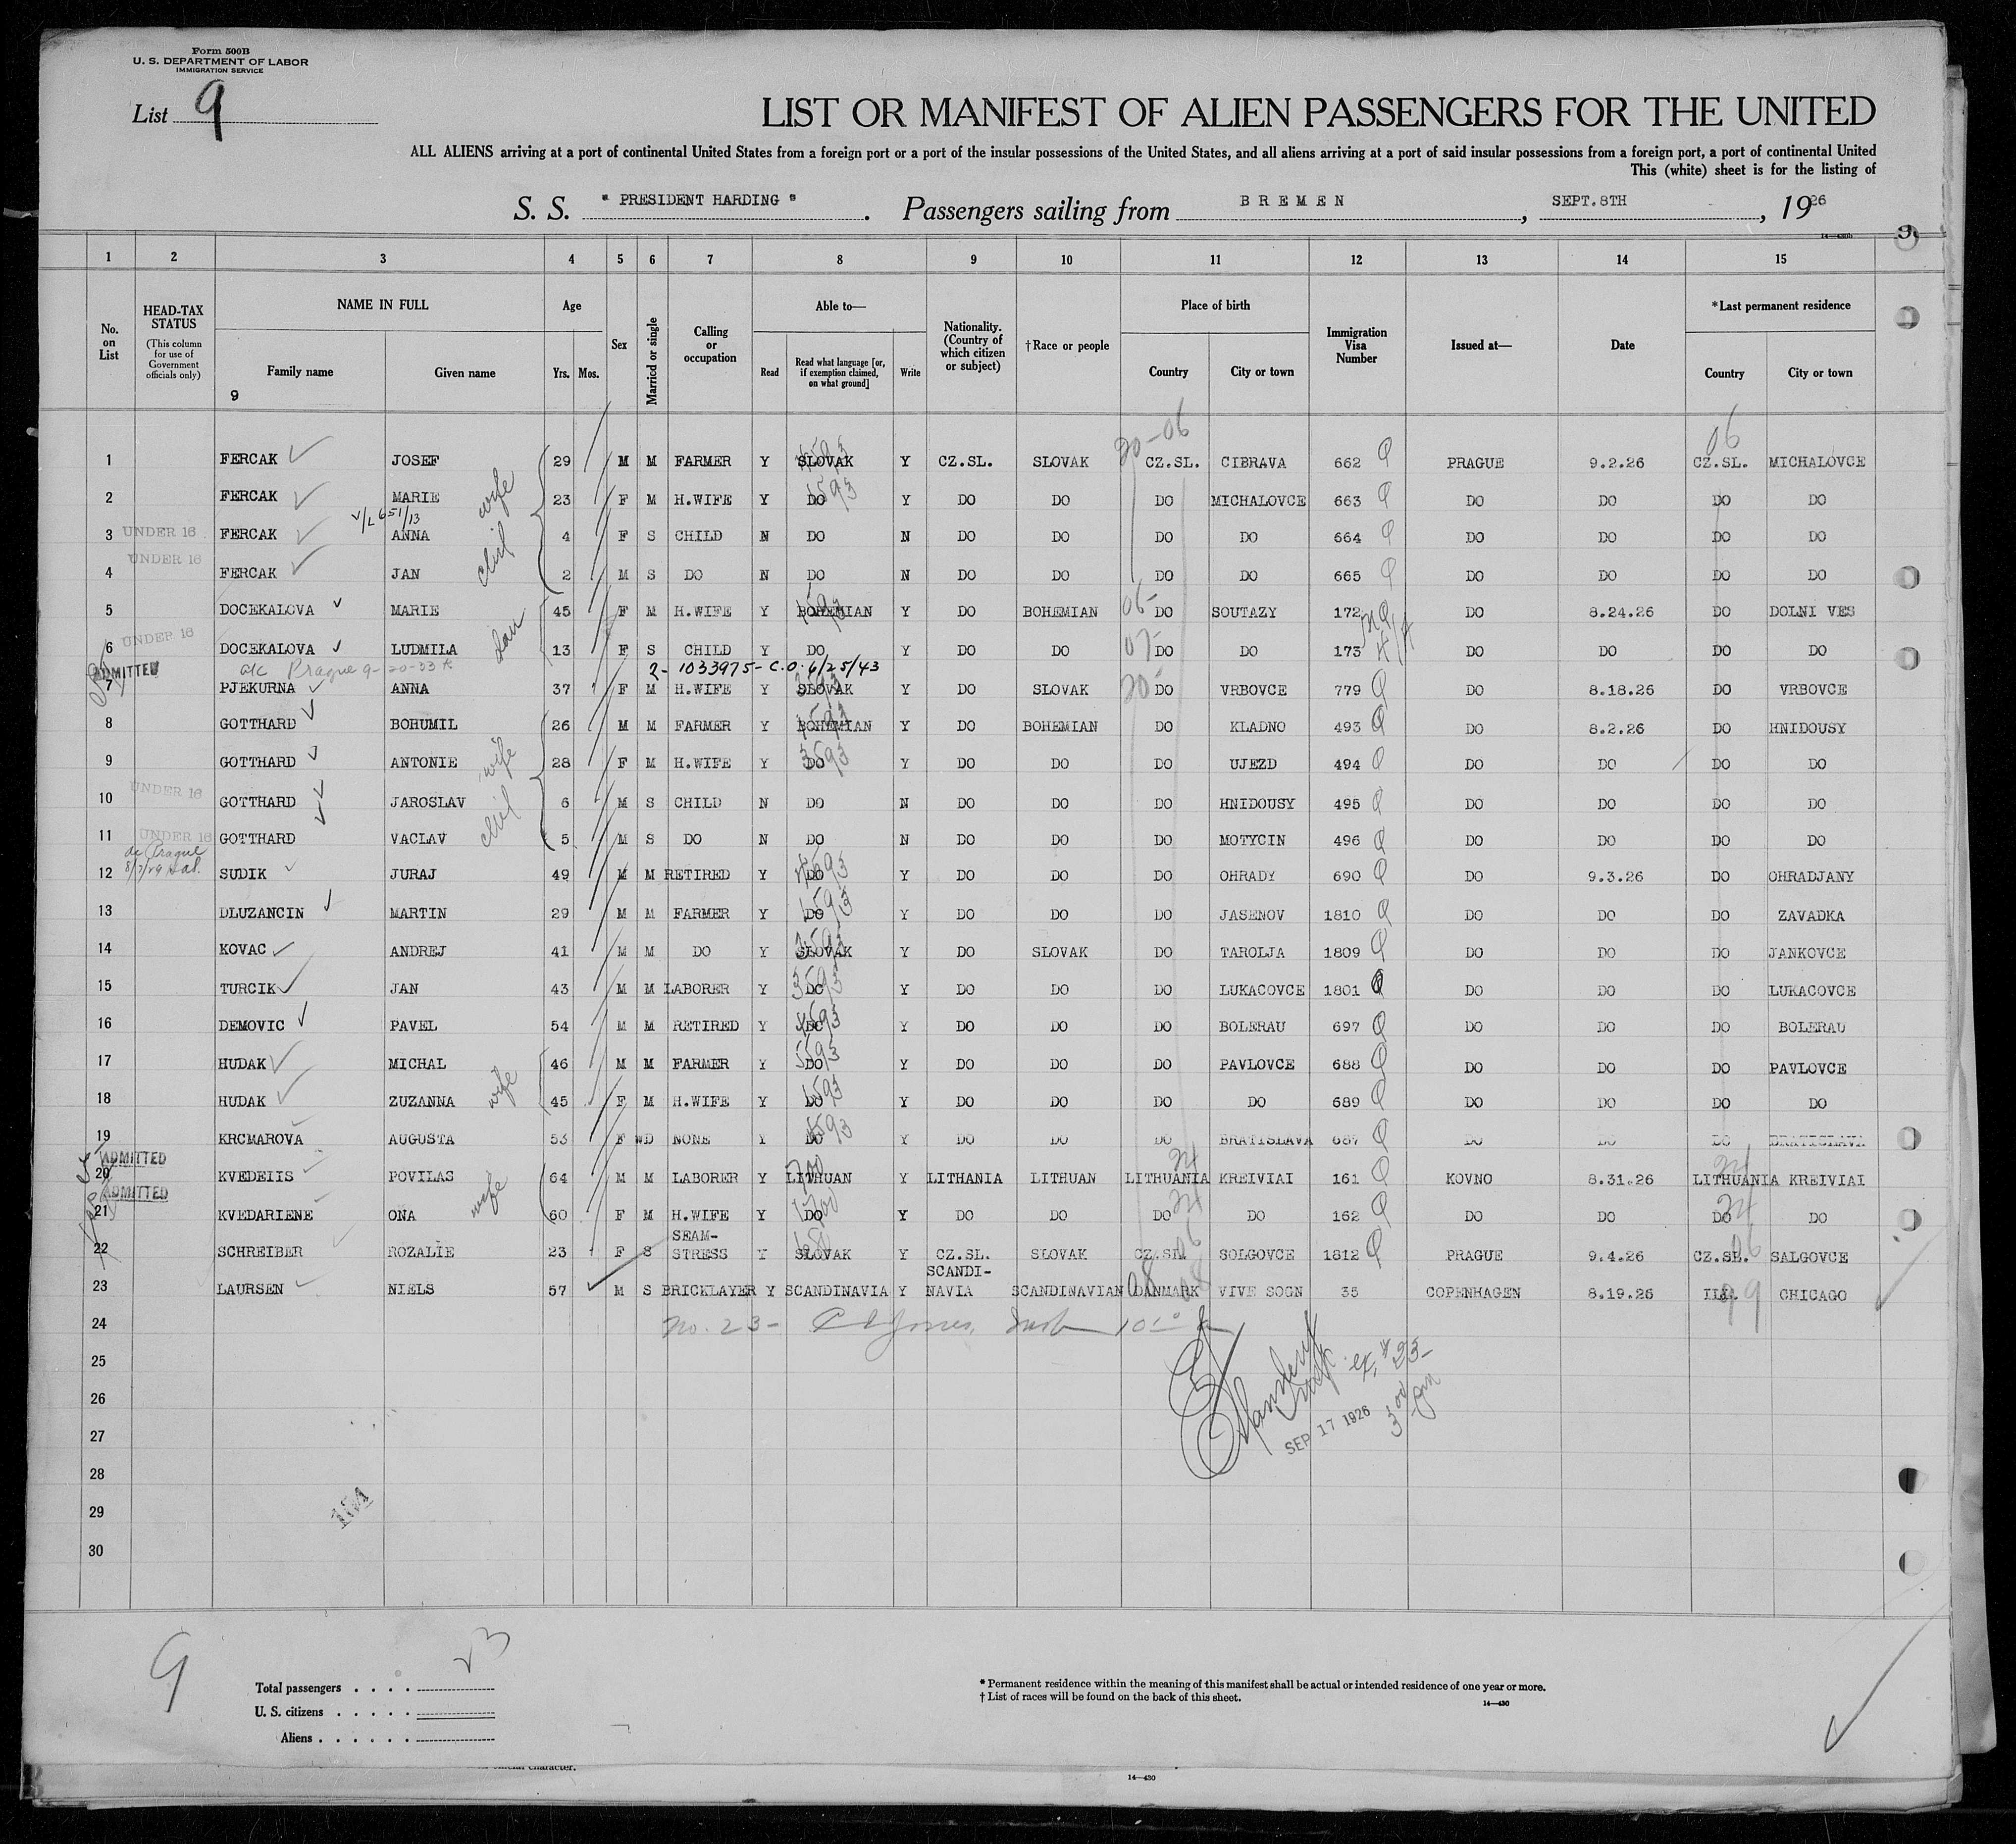 Form 500B
U. S. DEPARTMENT OF LABOR
IMMIGRATION SERVICE
List 9
LIST OR MANIFEST OF ALIEN PASSENGERS FOR THE UNITED
ALL ALIENS arriving at a port of continental United States from a foreign port or a port of the insular possessions of the United States, and all aliens arriving at a port of said insular possessions from a foreign port, a port of continental United
This (white) sheet is for the listing of
S. S. " PRESIDENT HARDING " . Passengers sailing from BREMEN , SEPT.8TH , 1926
1 2 3 4 5 6 7 8 9 10 11 12 13 14 15
No. on List
HEAD-TAX STATUS (This column for use of Government officials only)
NAME IN FULL Family name Given name
9
Age Yrs. Mos.
Sex
Married or single
Calling or occupation
Able to— Read Read what language [or, if exemption claimed, on what ground] Write
Nationality. (Country of which citizen or subject)
†Race or people
Place of birth Country City or town
Immigration Visa Number
Issued at—
Date
*Last permanent residence Country City or town
20-06 06
1 FERCAK JOSEF 29 M M FARMER Y SLOVAK Y CZ.SL. SLOVAK CZ.SL. CIBRAVA 662 Q PRAGUE 9.2.26 CZ.SL. MICHALOVCE
2 FERCAK MARIE wife 23 F M H.WIFE Y DO Y DO DO DO MICHALOVCE 663 Q DO DO DO DO
V/L 651/13
3 UNDER 16 FERCAK ANNA 4 F S CHILD N DO N DO DO DO DO 664 Q DO DO DO DO
4 UNDER 16 FERCAK JAN 2 M S DO N DO N DO DO DO DO 665 Q DO DO DO DO
5 DOCEKALOVA MARIE 45 F M H.WIFE Y BOHEMIAN Y DO BOHEMIAN 06- DO SOUTAZY 172 DO 8.24.26 DO DOLNI VES
6 UNDER 16 DOCEKALOVA LUDMILA 13 F S CHILD Y DO Y DO DO DO DO 173 DO DO DO DO
ADMITTED a/c Prague 9-20-33 2- 1033975- C.O. 6/25/43
7 PJEKURNA ANNA 37 F M H.WIFE Y SLOVAK Y DO SLOVAK 20- DO VRBOVCE 779 Q DO 8.18.26 DO VRBOVCE
8 GOTTHARD BOHUMIL 26 M M FARMER Y BOHEMIAN Y DO BOHEMIAN DO KLADNO 493 Q DO 8.2.26 DO HNIDOUSY
9 GOTTHARD ANTONIE wife 28 F M H.WIFE Y DO Y DO DO DO UJEZD 494 Q DO DO DO DO
10 UNDER 16 GOTTHARD JAROSLAV 6 M S CHILD N DO N DO DO DO HNIDOUSY 495 Q DO DO DO DO
11 UNDER 16 GOTTHARD VACLAV 5 M S DO N DO N DO DO DO MOTYCIN 496 Q DO DO DO DO
12 SUDIK JURAJ 49 M M RETIRED Y DO Y DO DO DO OHRADY 690 Q DO 9.3.26 DO OHRADJANY
13 DLUZANCIN MARTIN 29 M M FARMER Y DO Y DO DO DO JASENOV 1810 Q DO DO DO ZAVADKA
14 KOVAC ANDREJ 41 M M DO Y SLOVAK Y DO SLOVAK DO TAROLJA 1809 Q DO DO DO JANKOVCE
15 TURCIK JAN 43 M M LABORER Y DO Y DO DO DO LUKACOVCE 1801 Q DO DO DO LUKACOVCE
16 DEMOVIC PAVEL 54 M M RETIRED Y DO Y DO DO DO BOLERAU 697 Q DO DO DO BOLERAU
17 HUDAK MICHAL 46 M M FARMER Y DO Y DO DO DO PAVLOVCE 688 Q DO DO DO PAVLOVCE
18 HUDAK ZUZANNA wife 45 F M H.WIFE Y DO Y DO DO DO DO 689 Q DO DO DO DO
19 KRCMAROVA AUGUSTA 53 F WD NONE Y DO Y DO DO DO BRATISLAVA 687 Q DO DO DO BRATISLAVA
ADMITTED
20 KVEDEIIS POVILAS 64 M M LABORER Y LITHUAN Y LITHANIA LITHUAN LITHUANIA KREIVIAI 161 Q KOVNO 8.31.26 LITHUANIA KREIVIAI
ADMITTED
21 KVEDARIENE ONA wife 60 F M H.WIFE Y DO Y DO DO DO DO 162 Q DO DO DO DO
22 SCHREIBER ROZALIE 23 F S SEAM-STRESS Y SLOVAK Y CZ.SL. SLOVAK CZ.SL. SOLGOVCE 1812 Q PRAGUE 9.4.26 CZ.SL. SALGOVCE
23 LAURSEN NIELS 57 M S BRICKLAYER Y SCANDINAVIA Y SCANDI-NAVIA SCANDINAVIAN DANMARK VIVE SOGN 35 COPENHAGEN 8.19.26 ILL. 99 CHICAGO
24 No. 23-
25
26
27 SEP 17 1926
28
29 154
30
9 23
Total passengers
U. S. citizens
Aliens
* Permanent residence within the meaning of this manifest shall be actual or intended residence of one year or more.
† List of races will be found on the back of this sheet.
14—430
14—430